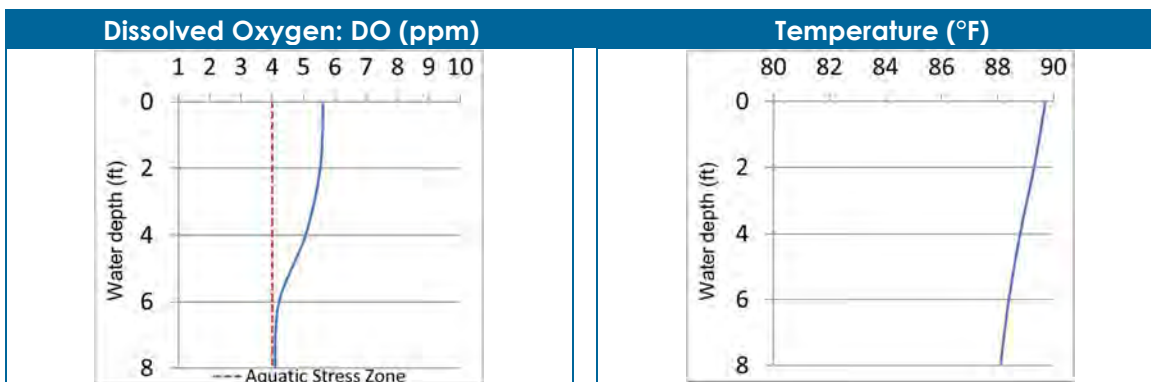 Dissolved Oxygen: DO (ppm)
1 2 3 4 5 6 7 8 9 10
0
2
4
6
8
Water depth (ft)
---- Aquatic Stress Zone
Temperature (°F)
80 82 84 86 88 90
0
2
4
6
8
Water depth (ft)